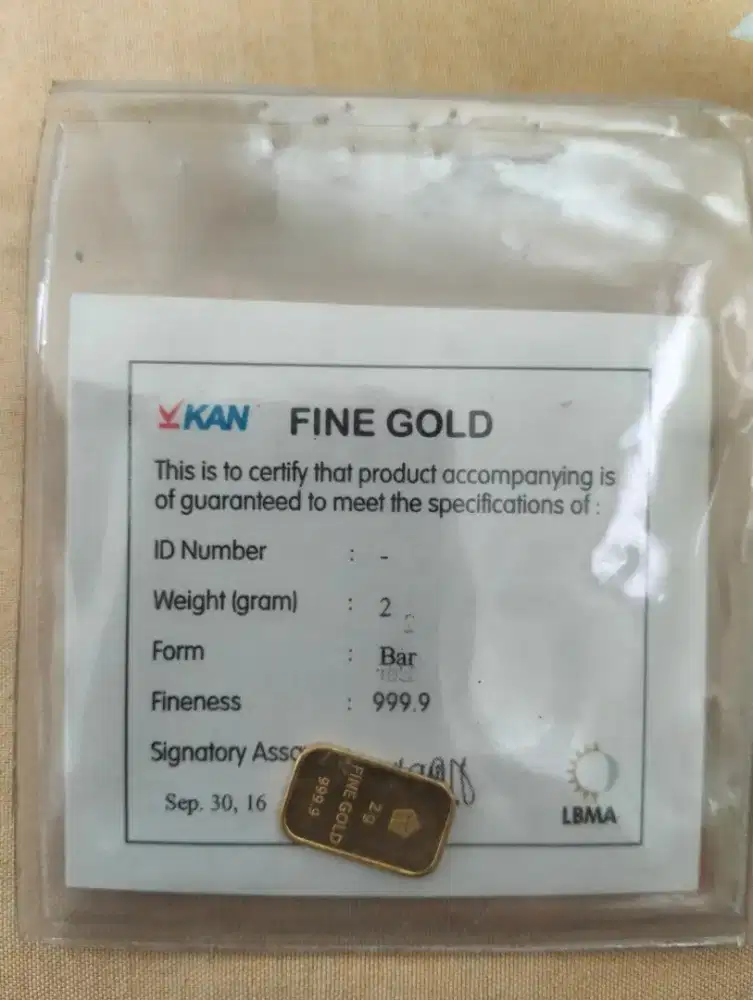 KAN FINE GOLD
This is to certify that product accompanying is
of guaranteed to meet the specifications of :
ID Number : -
Weight (gram) : 2
Form : Bar
Fineness : 999.9
Signatory
Sep. 30, 16
LBMA
2g
FINE GOLD
999.9